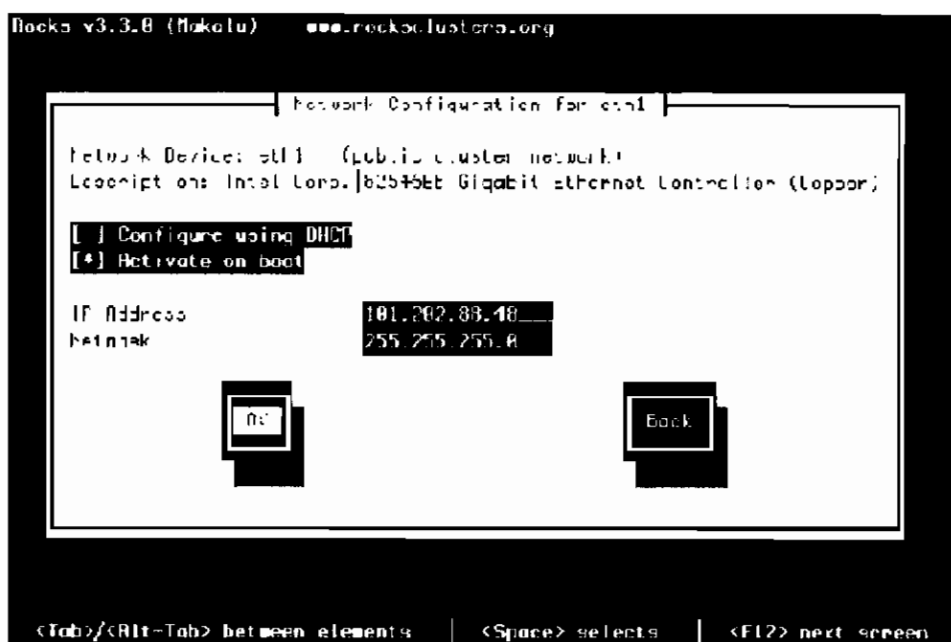 Rocks v3.3.0 (Makalu) www.rocksclusters.org
Network Configuration for eth1
Network Device: eth1 (public cluster network)
Description: Intel Corp. 82546EB Gigabit Ethernet Controller (Copper)
[ ] Configure using DHCP
[*] Activate on boot
IP Address 101.202.88.48___
Netmask 255.255.255.0
OK Back
<Tab>/<Alt-Tab> between elements | <Space> selects | <F12> next screen